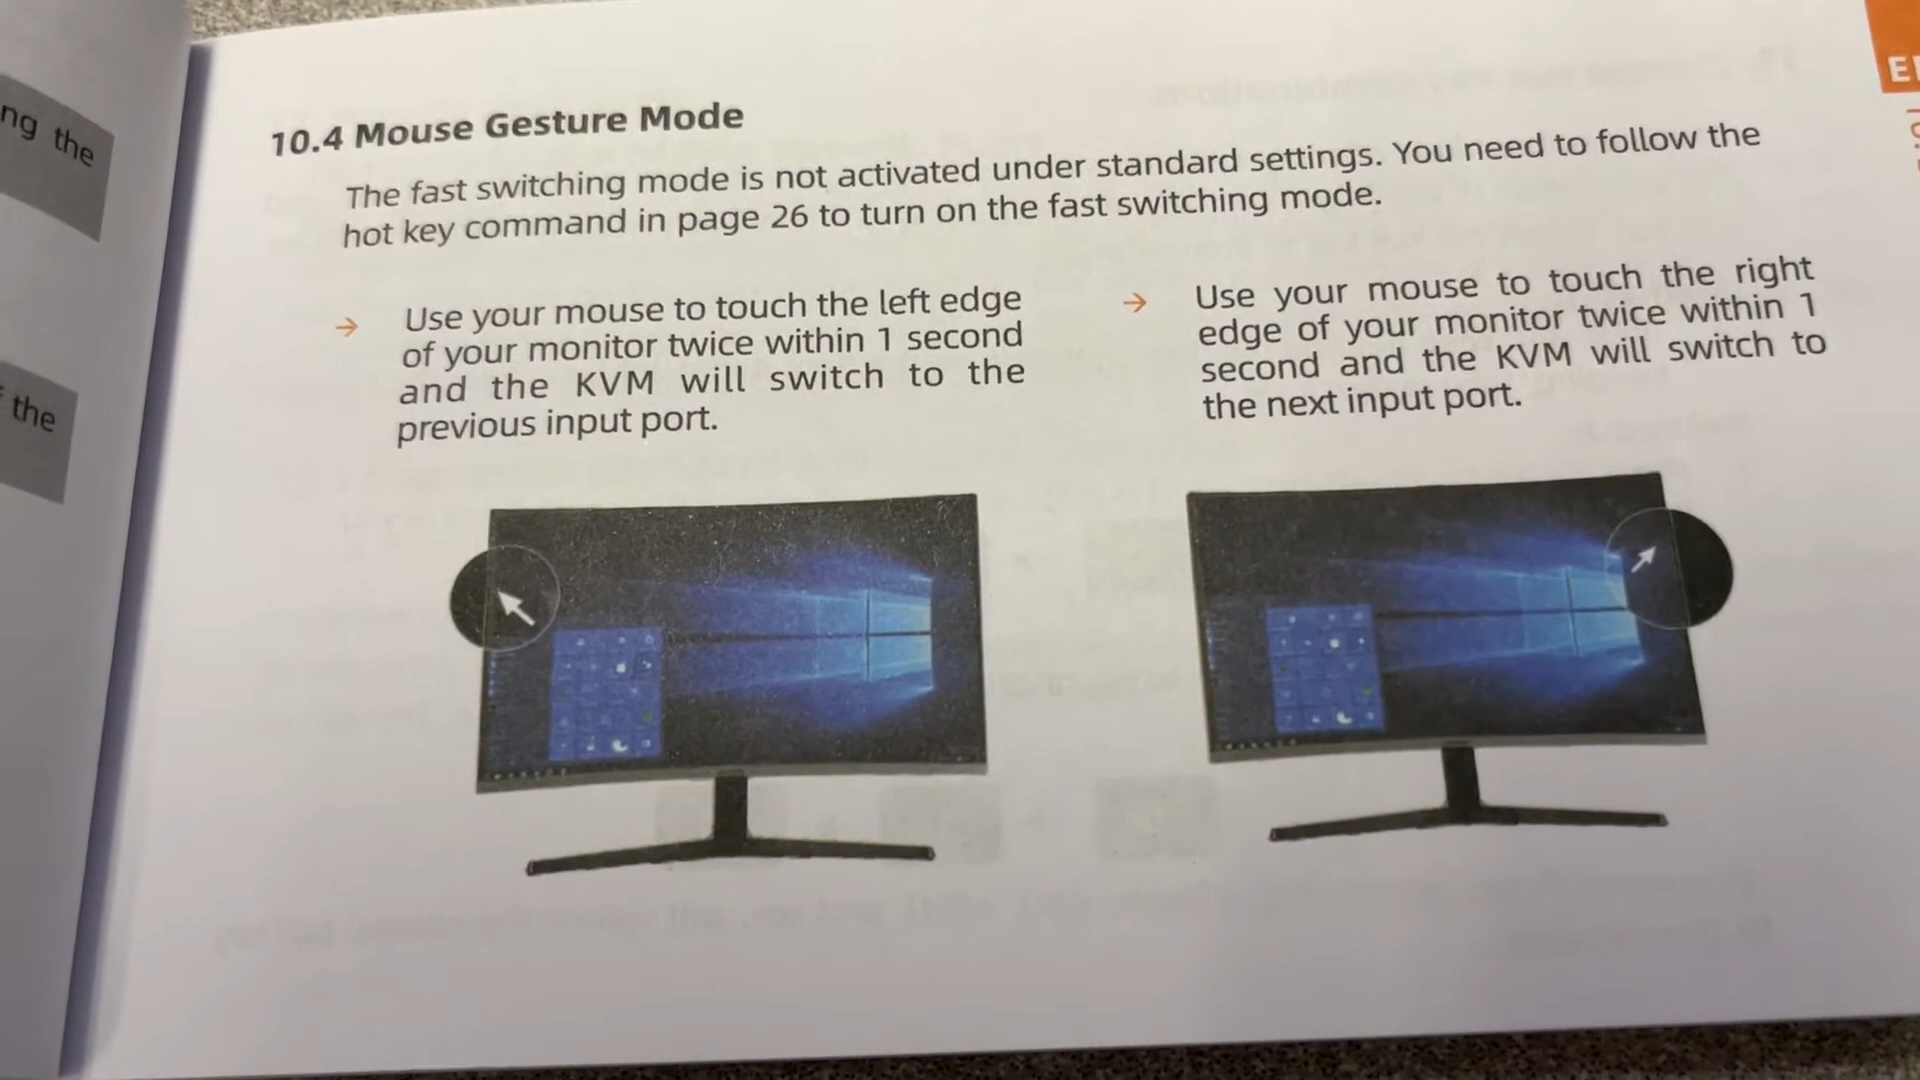 ng the
the
10.4 Mouse Gesture Mode
The fast switching mode is not activated under standard settings. You need to follow the
hot key command in page 26 to turn on the fast switching mode.
→ Use your mouse to touch the left edge
of your monitor twice within 1 second
and the KVM will switch to the
previous input port.
→ Use your mouse to touch the right
edge of your monitor twice within 1
second and the KVM will switch to
the next input port.